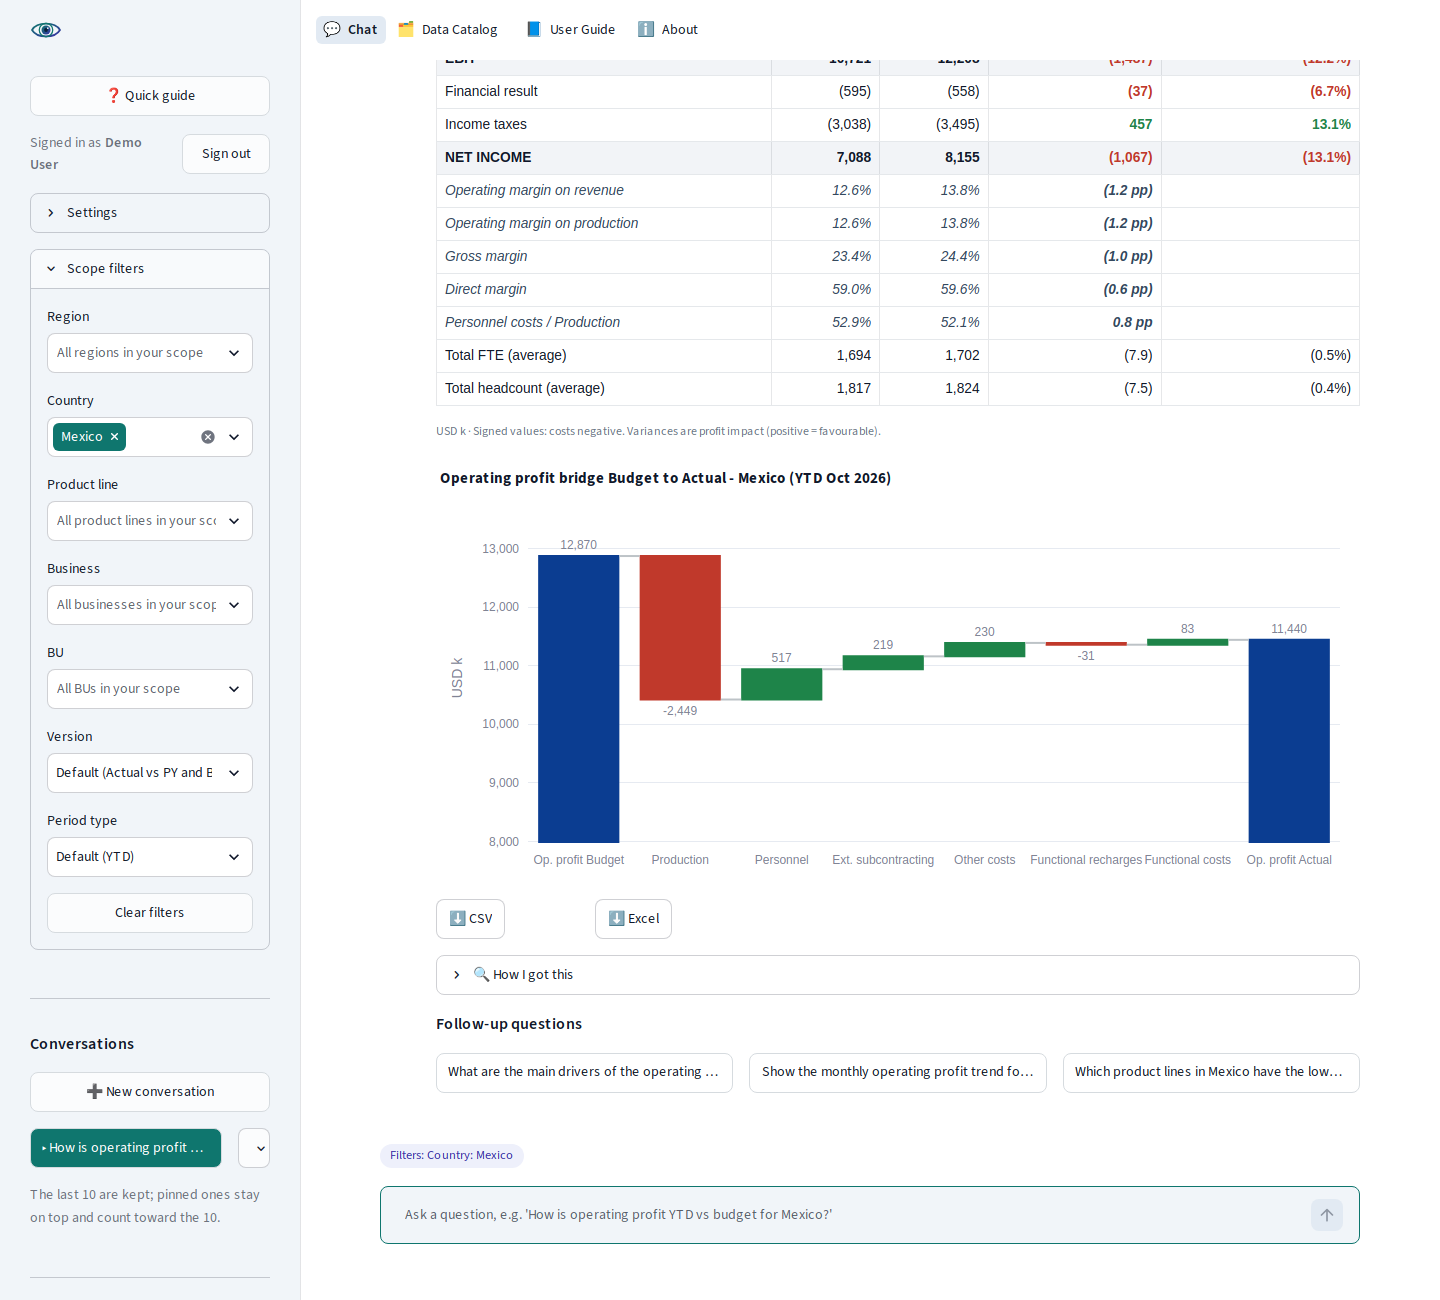 💬 Chat
🗂️ Data Catalog
📘 User Guide
ℹ️ About
❓ Quick guide
Signed in as Demo User
Sign out
Settings
Scope filters
Region
All regions in your scope
Country
Mexico ×
Product line
All product lines in your sco
Business
All businesses in your scop
BU
All BUs in your scope
Version
Default (Actual vs PY and B
Period type
Default (YTD)
Clear filters
Conversations
➕ New conversation
▸ How is operating profit …
The last 10 are kept; pinned ones stay
on top and count toward the 10.
EBIT (12.2%)
Financial result (595) (558) (37) (6.7%)
Income taxes (3,038) (3,495) 457 13.1%
NET INCOME 7,088 8,155 (1,067) (13.1%)
Operating margin on revenue 12.6% 13.8% (1.2 pp)
Operating margin on production 12.6% 13.8% (1.2 pp)
Gross margin 23.4% 24.4% (1.0 pp)
Direct margin 59.0% 59.6% (0.6 pp)
Personnel costs / Production 52.9% 52.1% 0.8 pp
Total FTE (average) 1,694 1,702 (7.9) (0.5%)
Total headcount (average) 1,817 1,824 (7.5) (0.4%)
USD k · Signed values: costs negative. Variances are profit impact (positive = favourable).
Operating profit bridge Budget to Actual - Mexico (YTD Oct 2026)
USD k
13,000
12,000
11,000
10,000
9,000
8,000
12,870
-2,449
517
219
230
-31
83
11,440
Op. profit Budget
Production
Personnel
Ext. subcontracting
Other costs
Functional recharges
Functional costs
Op. profit Actual
⬇️ CSV
⬇️ Excel
🔍 How I got this
Follow-up questions
What are the main drivers of the operating …
Show the monthly operating profit trend fo…
Which product lines in Mexico have the low…
Filters: Country: Mexico
Ask a question, e.g. 'How is operating profit YTD vs budget for Mexico?'